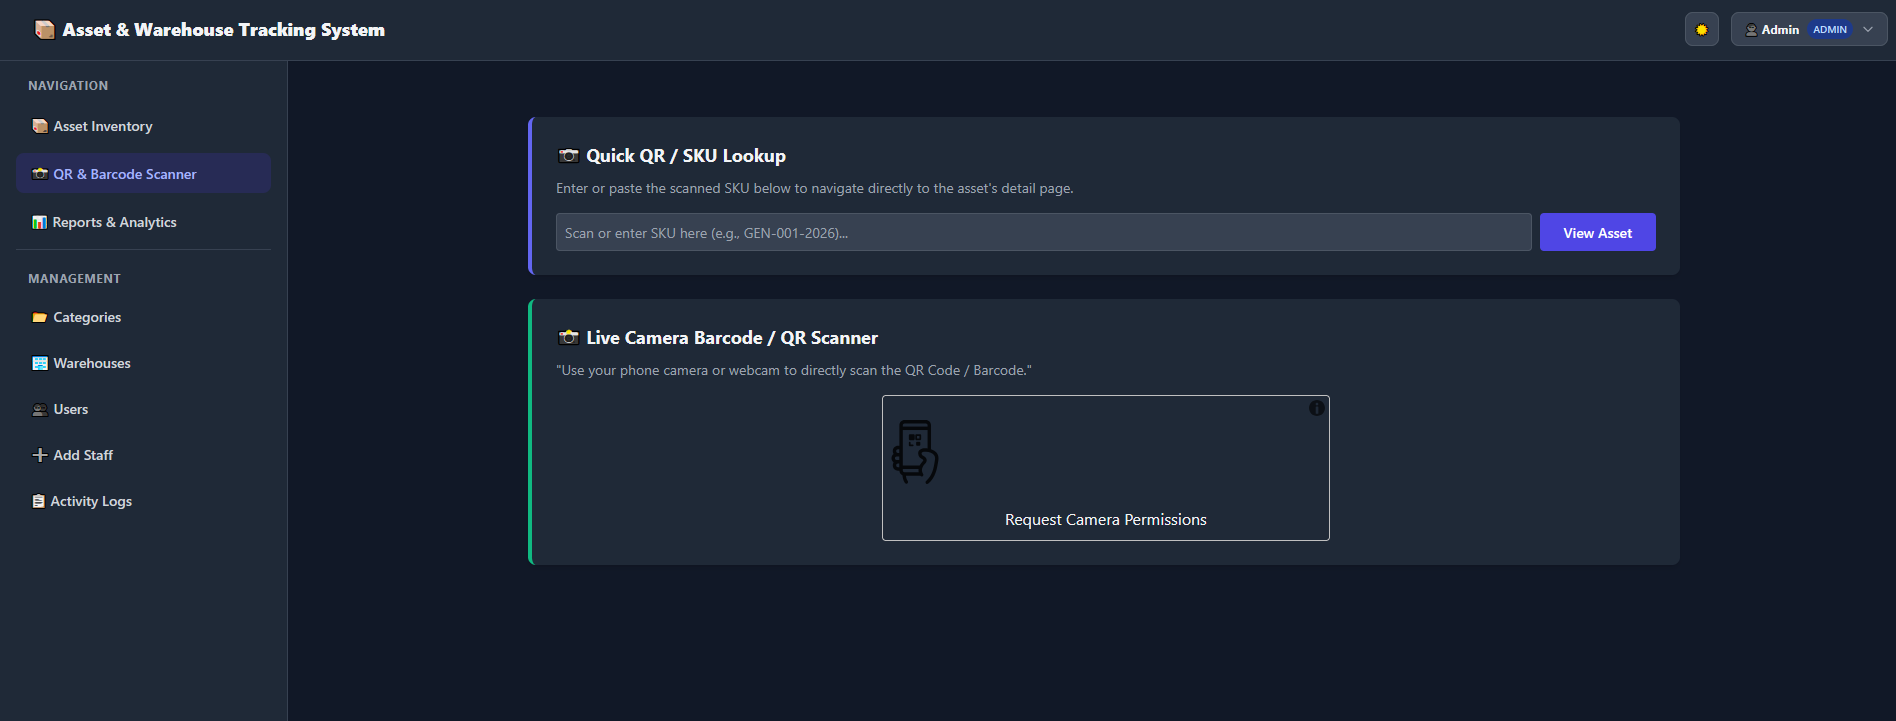 Asset & Warehouse Tracking System
Admin ADMIN
NAVIGATION
Asset Inventory
QR & Barcode Scanner
Reports & Analytics
MANAGEMENT
Categories
Warehouses
Users
Add Staff
Activity Logs
Quick QR / SKU Lookup
Enter or paste the scanned SKU below to navigate directly to the asset's detail page.
Scan or enter SKU here (e.g., GEN-001-2026)...
View Asset
Live Camera Barcode / QR Scanner
"Use your phone camera or webcam to directly scan the QR Code / Barcode."
Request Camera Permissions